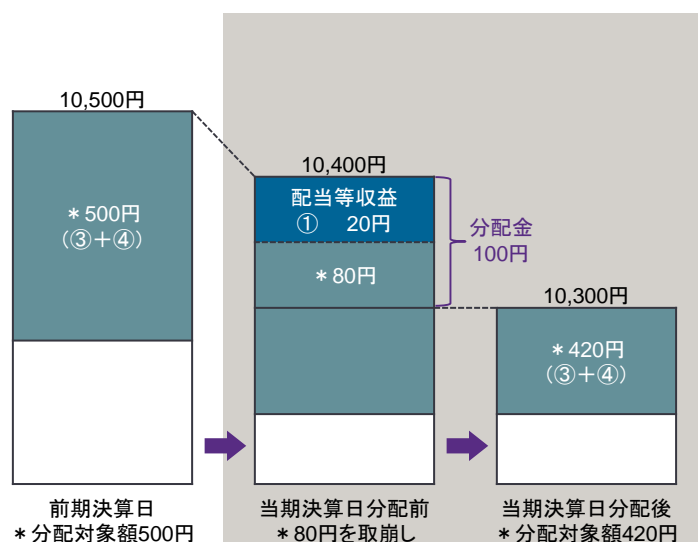 10,500円
＊500円
（③＋④）
前期決算日
＊分配対象額500円
10,400円
配当等収益
①　20円
＊80円
分配金
100円
当期決算日分配前
＊80円を取崩し
10,300円
＊420円
（③＋④）
当期決算日分配後
＊分配対象額420円